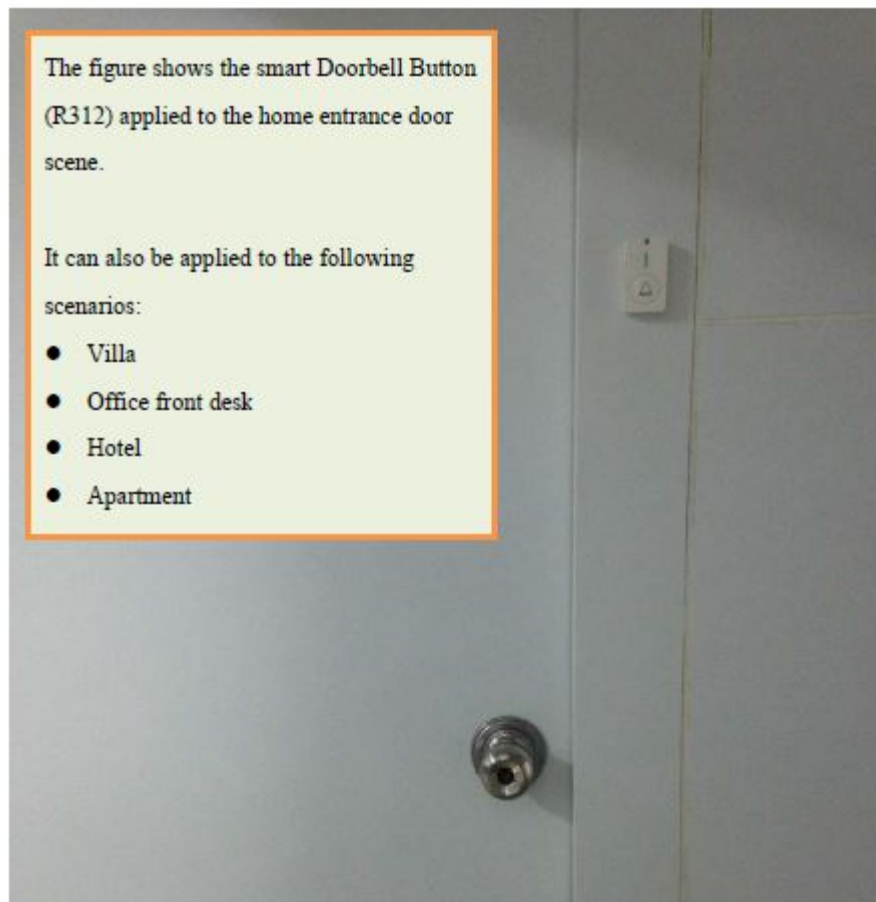 The figure shows the smart Doorbell Button
(R312) applied to the home entrance door
scene.
It can also be applied to the following
scenarios:
● Villa
● Office front desk
● Hotel
● Apartment